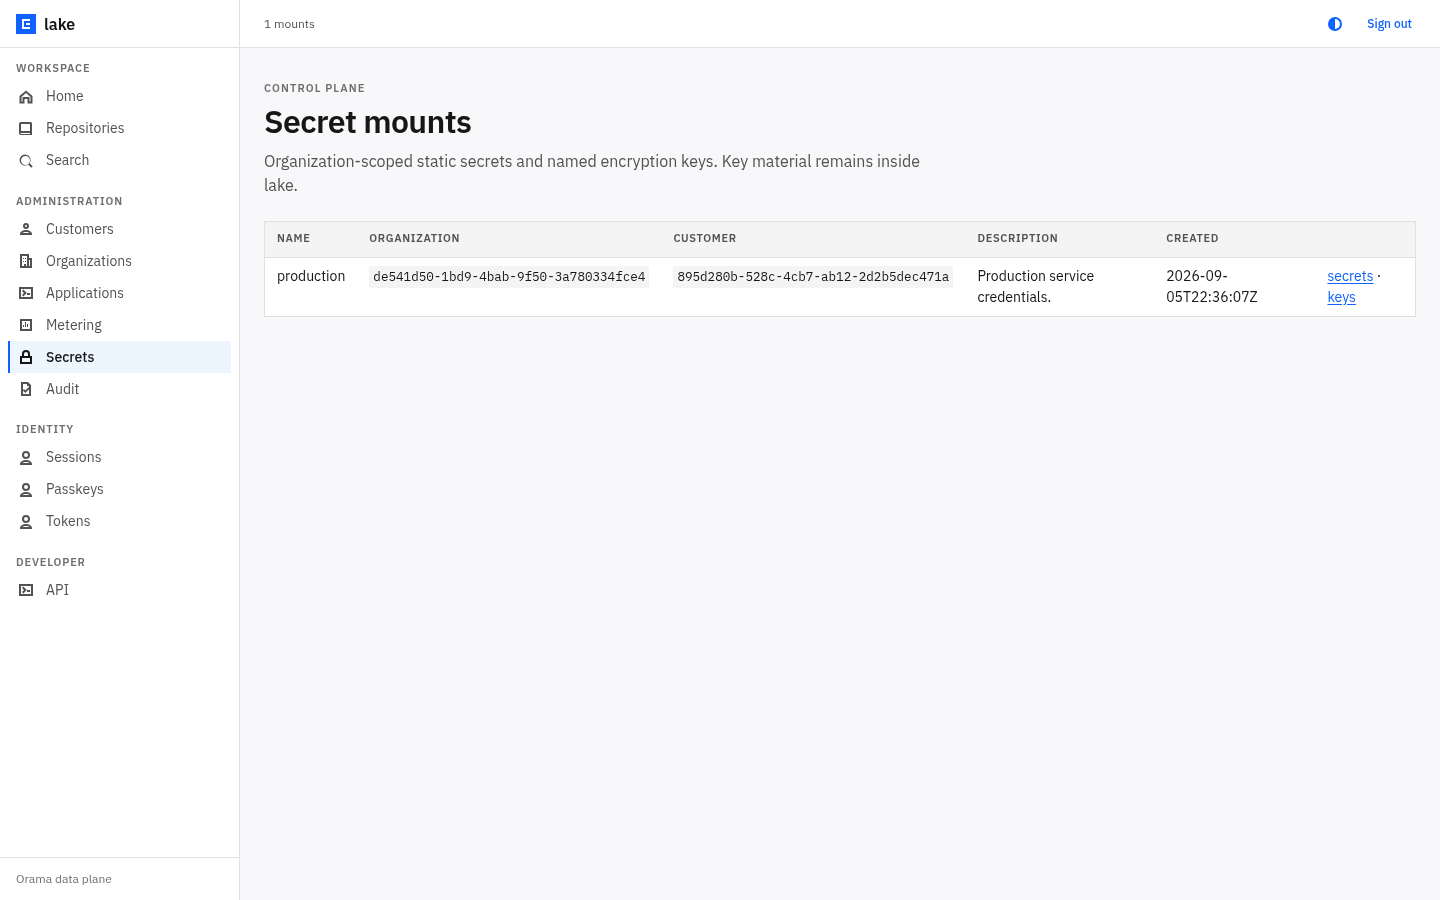 lake
1 mounts
Sign out
WORKSPACE
Home
Repositories
Search
ADMINISTRATION
Customers
Organizations
Applications
Metering
Secrets
Audit
IDENTITY
Sessions
Passkeys
Tokens
DEVELOPER
API
Orama data plane
CONTROL PLANE
Secret mounts
Organization-scoped static secrets and named encryption keys. Key material remains inside
lake.
NAME ORGANIZATION CUSTOMER DESCRIPTION CREATED
production de541d50-1bd9-4bab-9f50-3a780334fce4 895d280b-528c-4cb7-ab12-2d2b5dec471a Production service 2026-09- secrets ·
credentials. 05T22:36:07Z keys